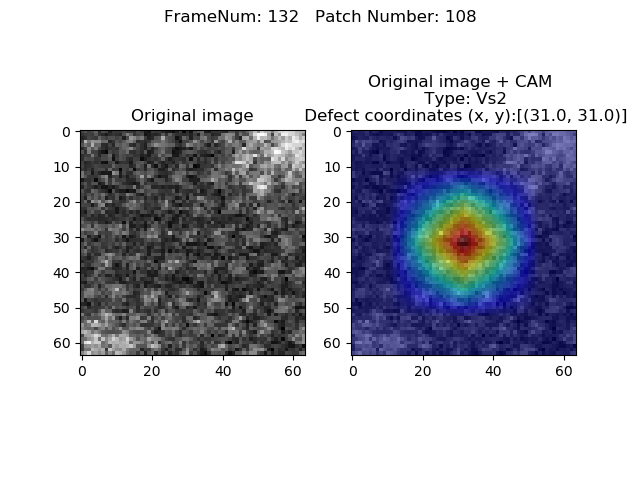 FrameNum: 132   Patch Number: 108
Original image
Original image + CAM
Type: Vs2
Defect coordinates (x, y):[(31.0, 31.0)]
0
10
20
30
40
50
60
0 20 40 60
0
10
20
30
40
50
60
0 20 40 60